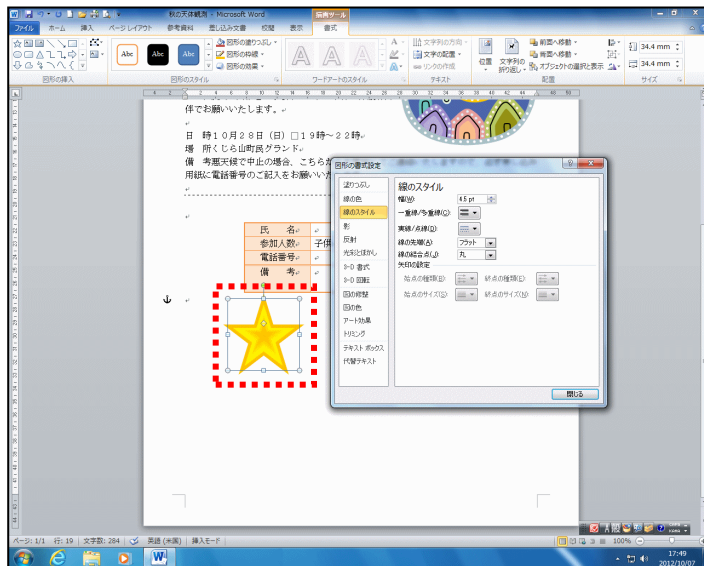 秋の天体観測 - Microsoft Word
描画ツール
ファイル ホーム 挿入 ページ レイアウト 参考資料 差し込み文書 校閲 表示 書式
Abc Abc Abc
図形の塗りつぶし
図形の枠線
図形の効果
A A A
A
文字列の方向
文字の配置
リンクの作成
位置
文字列の
折り返し
前面へ移動
背面へ移動
オブジェクトの選択と表示
34.4 mm
34.4 mm
図形の挿入 図形のスタイル ワードアートのスタイル テキスト 配置 サイズ
伴でお願いいたします。
日 時10月28日（日）□19時～22時
場 所くじら山町民グランド
備 考悪天候で中止の場合、こちらか
用紙に電話番号のご記入をお願いいた
氏 名
参加人数 子供
電話番号
備 考
図形の書式設定
塗りつぶし
線の色
線のスタイル
影
反射
光彩とぼかし
3-D 書式
3-D 回転
図の修整
図の色
アート効果
トリミング
テキスト ボックス
代替テキスト
線のスタイル
幅(W): 4.5 pt
一重線/多重線(C):
実線/点線(D):
線の先端(A): フラット
線の結合点(J): 丸
矢印の設定
始点の種類(B): 終点の種類(E):
始点のサイズ(S): 終点のサイズ(N):
閉じる
ページ: 1/1 行: 19 文字数: 284 英語 (米国) 挿入モード
A 般
100%
17:49
2012/10/07